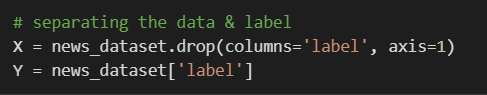 # separating the data & label
X = news_dataset.drop(columns='label', axis=1)
Y = news_dataset['label']